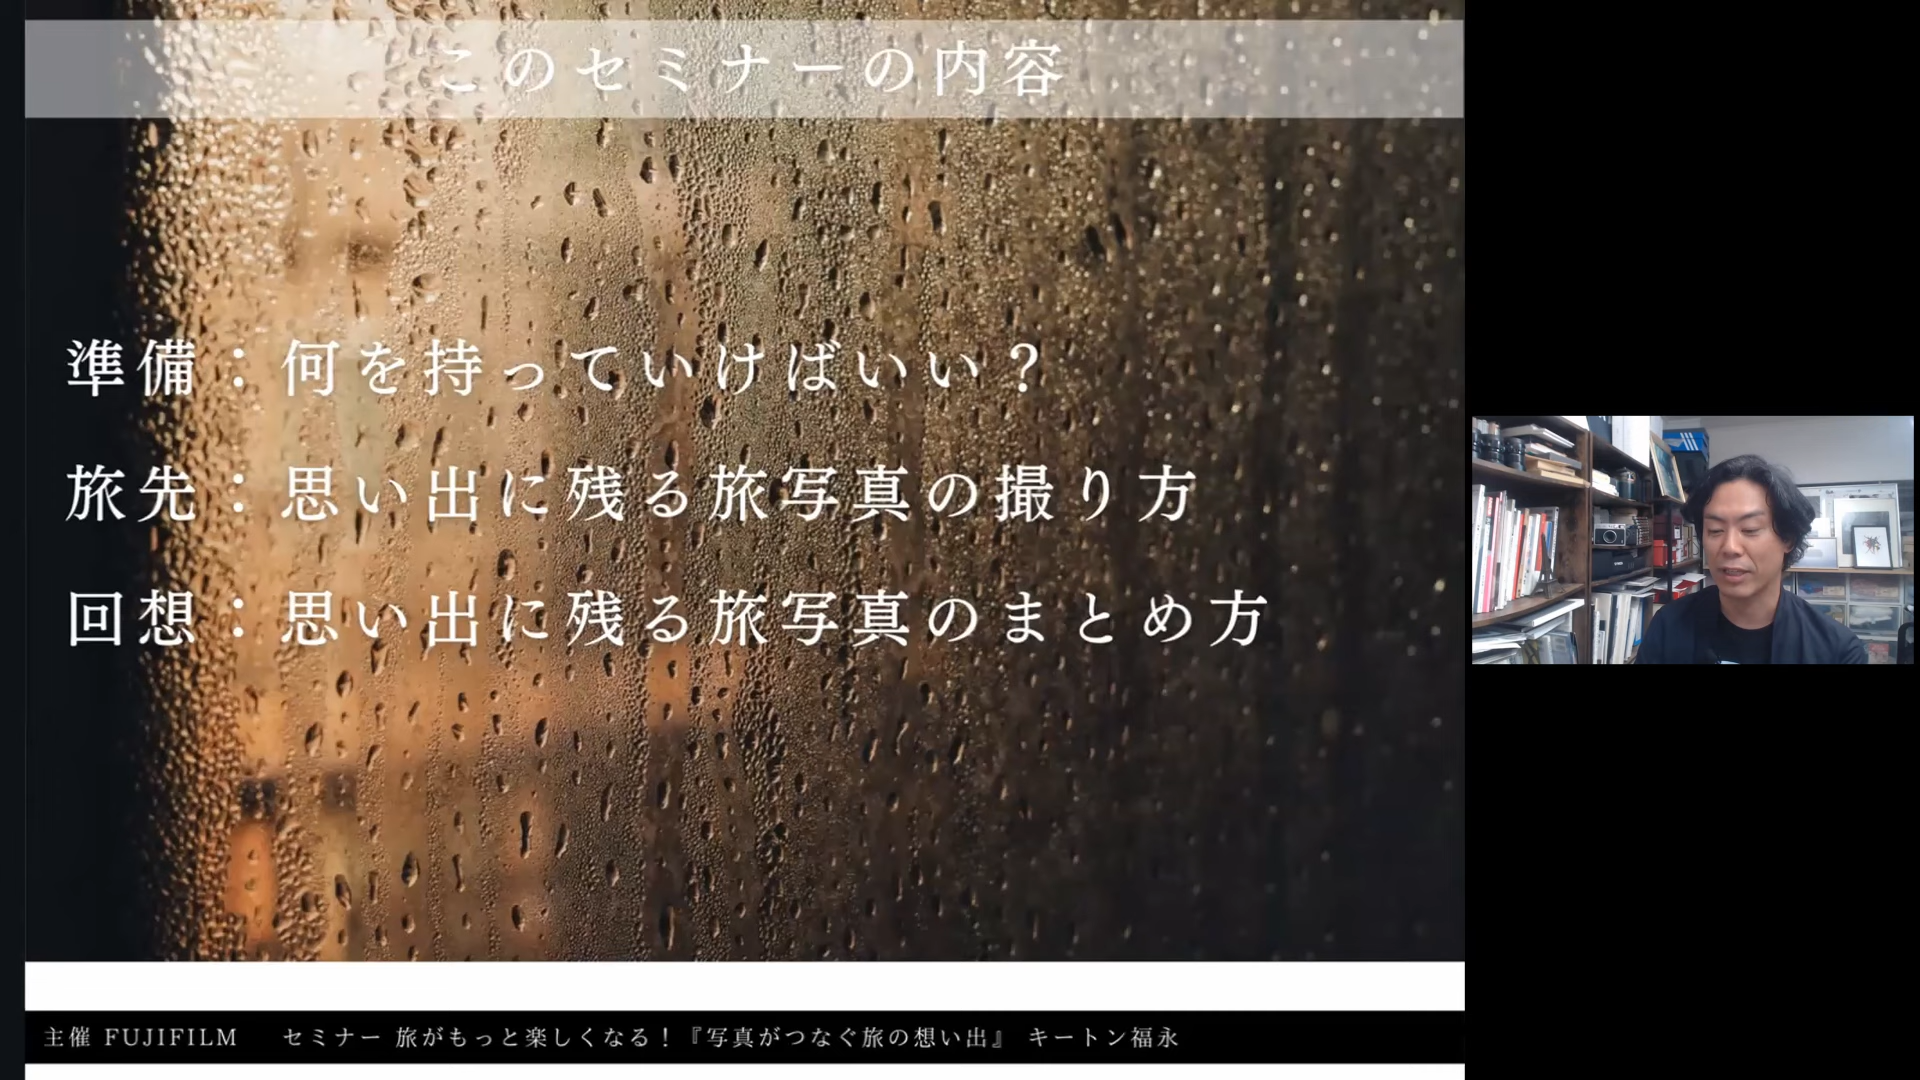 このセミナーの内容
準備：何を持っていけばいい？
旅先：思い出に残る旅写真の撮り方
回想：思い出に残る旅写真のまとめ方
主催 FUJIFILM セミナー 旅がもっと楽しくなる！『写真がつなぐ旅の想い出』 キートン福永